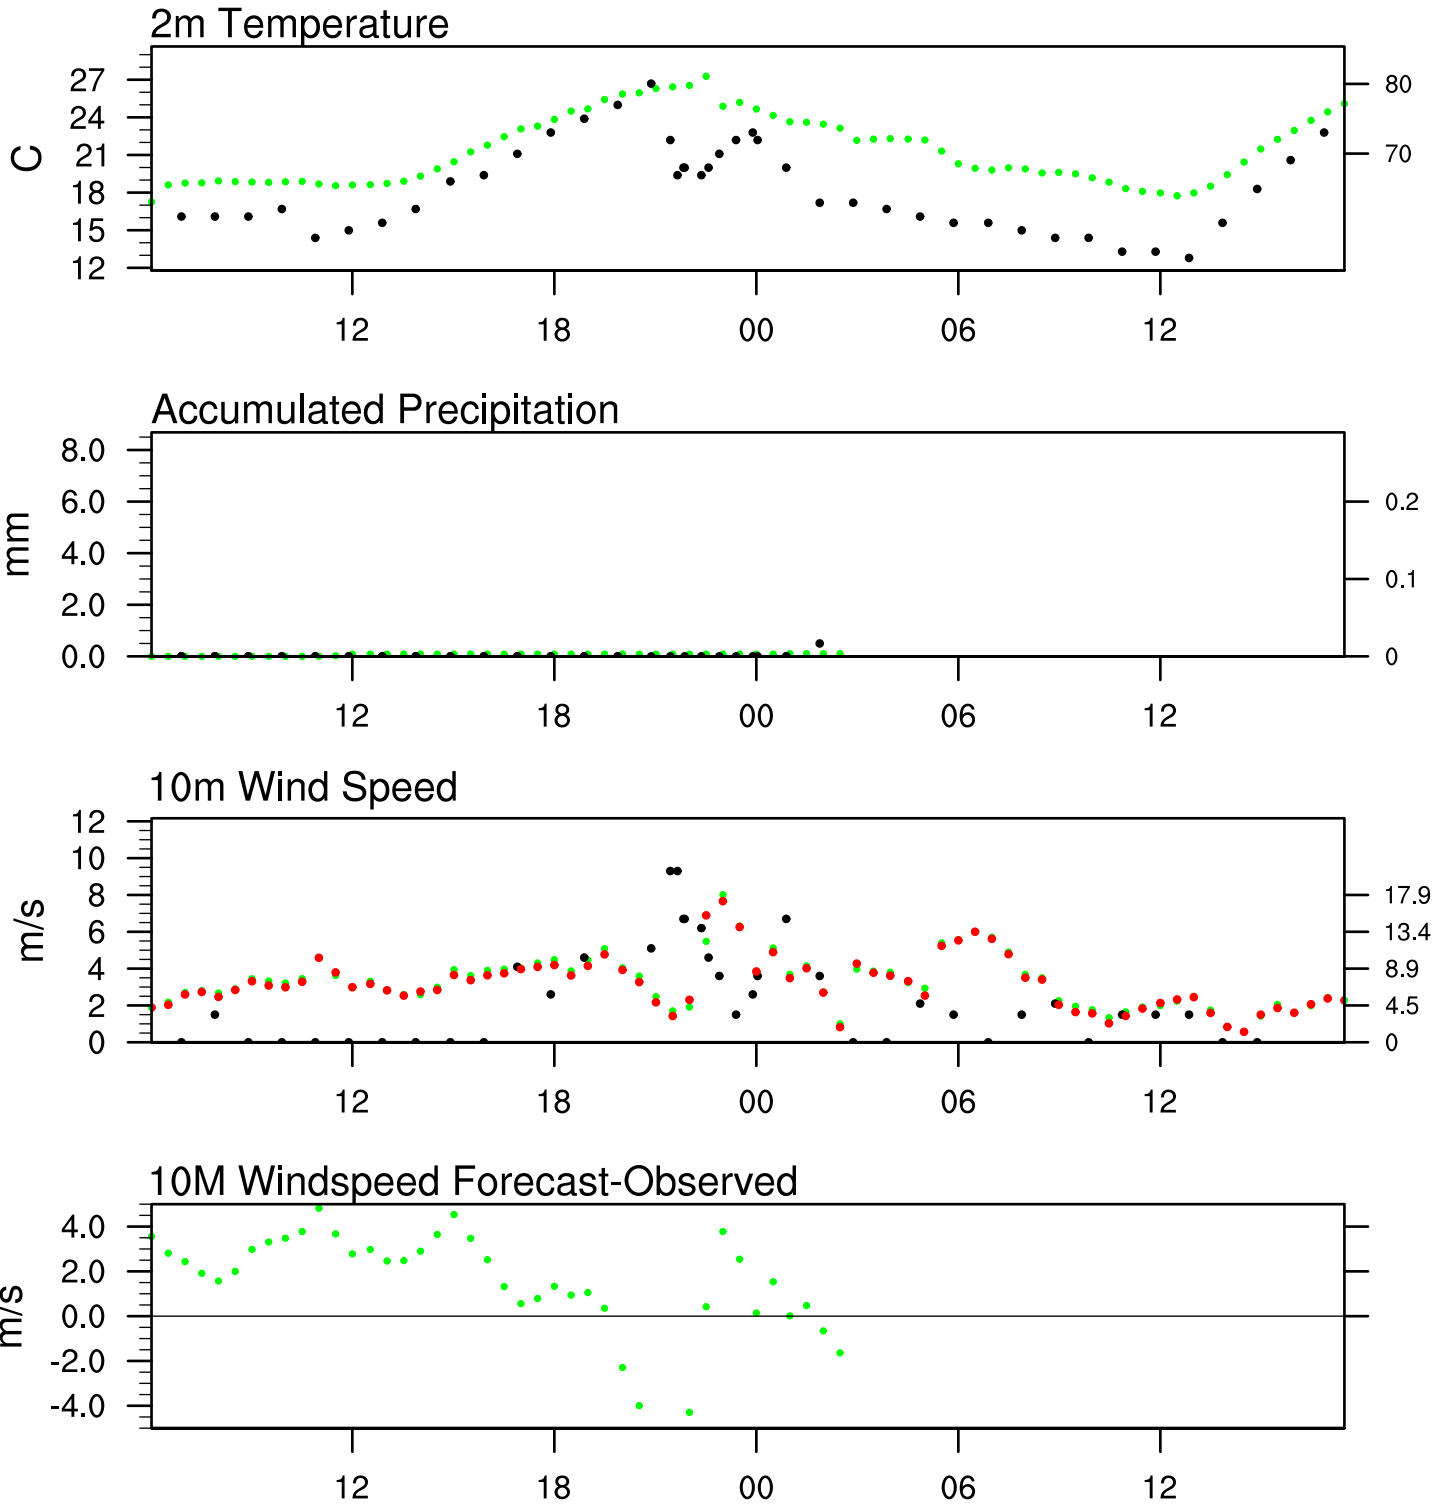 2m Temperature
27
24
21
18
15
12
C
80
70
12 18 00 06 12
Accumulated Precipitation
8.0
6.0
4.0
2.0
0.0
mm
0.2
0.1
0
12 18 00 06 12
10m Wind Speed
12
10
8
6
4
2
0
m/s
17.9
13.4
8.9
4.5
0
12 18 00 06 12
10M Windspeed Forecast-Observed
4.0
2.0
0.0
-2.0
-4.0
m/s
12 18 00 06 12